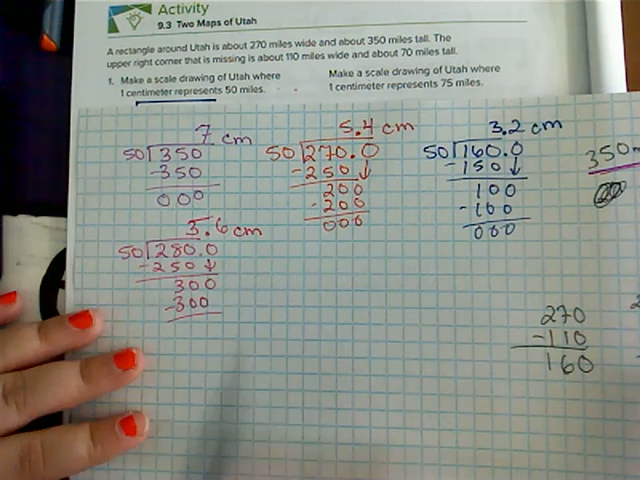 Activity
9.3 Two Maps of Utah
A rectangle around Utah is about 270 miles wide and about 350 miles tall. The
upper right corner that is missing is about 110 miles wide and about 70 miles tall.
1. Make a scale drawing of Utah where
1 centimeter represents 50 miles.
Make a scale drawing of Utah where
1 centimeter represents 75 miles.
7 cm
50 350
-350
000
5.4 cm
50 270.0
-250
200
-200
000
3.2 cm
50 160.0
-150
100
-100
000
350
5.6 cm
50 280.0
-250
300
-300
270
-110
160